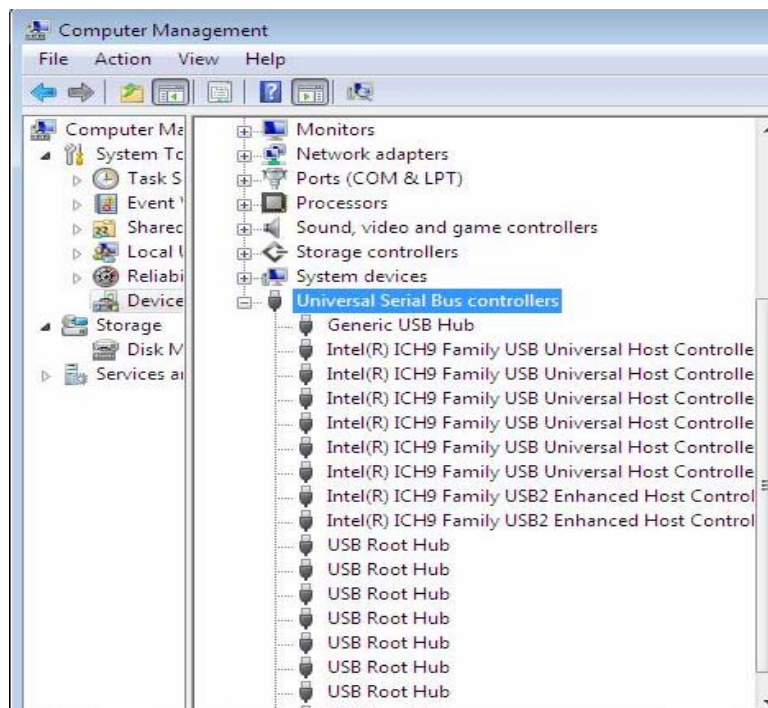 Computer Management
File Action View Help
Computer Ma
System To
Task S
Event
Shared
Local U
Reliabi
Device
Storage
Disk M
Services an
Monitors
Network adapters
Ports (COM & LPT)
Processors
Sound, video and game controllers
Storage controllers
System devices
Universal Serial Bus controllers
Generic USB Hub
Intel(R) ICH9 Family USB Universal Host Controlle
Intel(R) ICH9 Family USB Universal Host Controlle
Intel(R) ICH9 Family USB Universal Host Controlle
Intel(R) ICH9 Family USB Universal Host Controlle
Intel(R) ICH9 Family USB Universal Host Controlle
Intel(R) ICH9 Family USB Universal Host Controlle
Intel(R) ICH9 Family USB2 Enhanced Host Control
Intel(R) ICH9 Family USB2 Enhanced Host Control
USB Root Hub
USB Root Hub
USB Root Hub
USB Root Hub
USB Root Hub
USB Root Hub
USB Root Hub